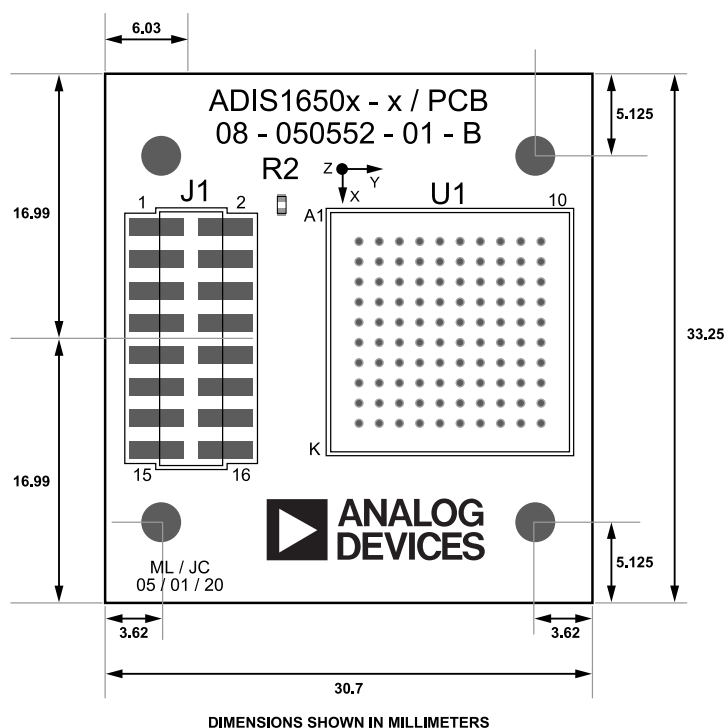 6.03
ADIS1650x - x / PCB
08 - 050552 - 01 - B
5.125
R2
Z
Y
X
J1
U1
1
2
A1
10
16.99
33.25
K
15
16
16.99
ANALOG
DEVICES
ML / JC
05 / 01 / 20
5.125
3.62
3.62
30.7
DIMENSIONS SHOWN IN MILLIMETERS